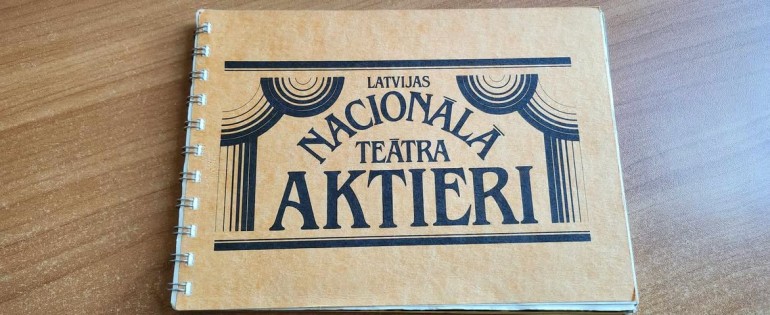 LATVIJAS
NACIONĀLĀ
TEĀTRA
AKTIERI